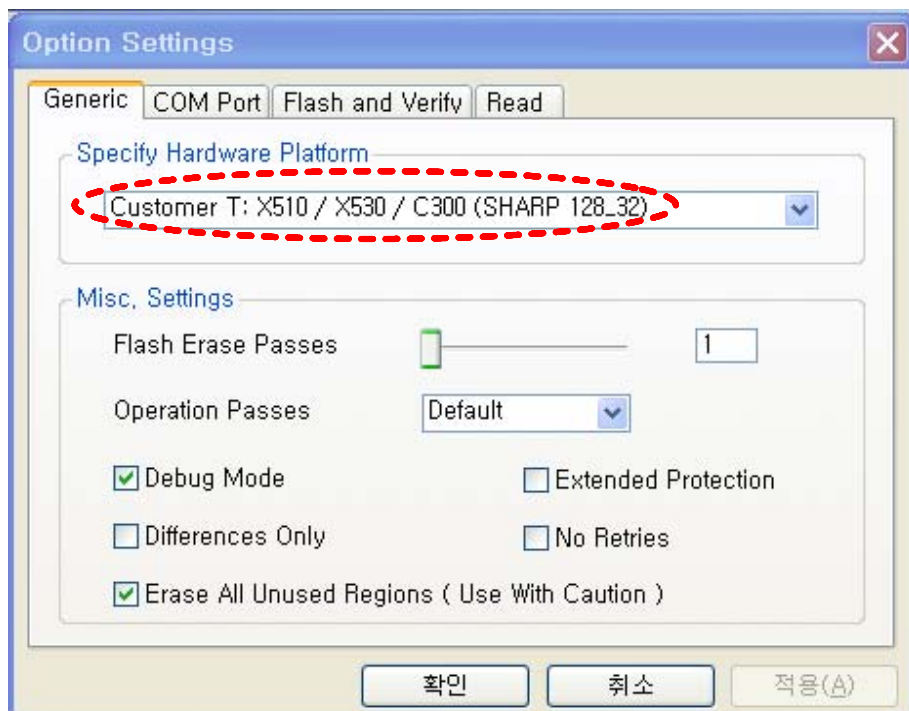 Option Settings
Generic COM Port Flash and Verify Read
Specify Hardware Platform
Customer T: X510 / X530 / C300 (SHARP 128_32)
Misc. Settings
Flash Erase Passes 1
Operation Passes Default
Debug Mode Extended Protection
Differences Only No Retries
Erase All Unused Regions ( Use With Caution )
확인 취소 적용(A)